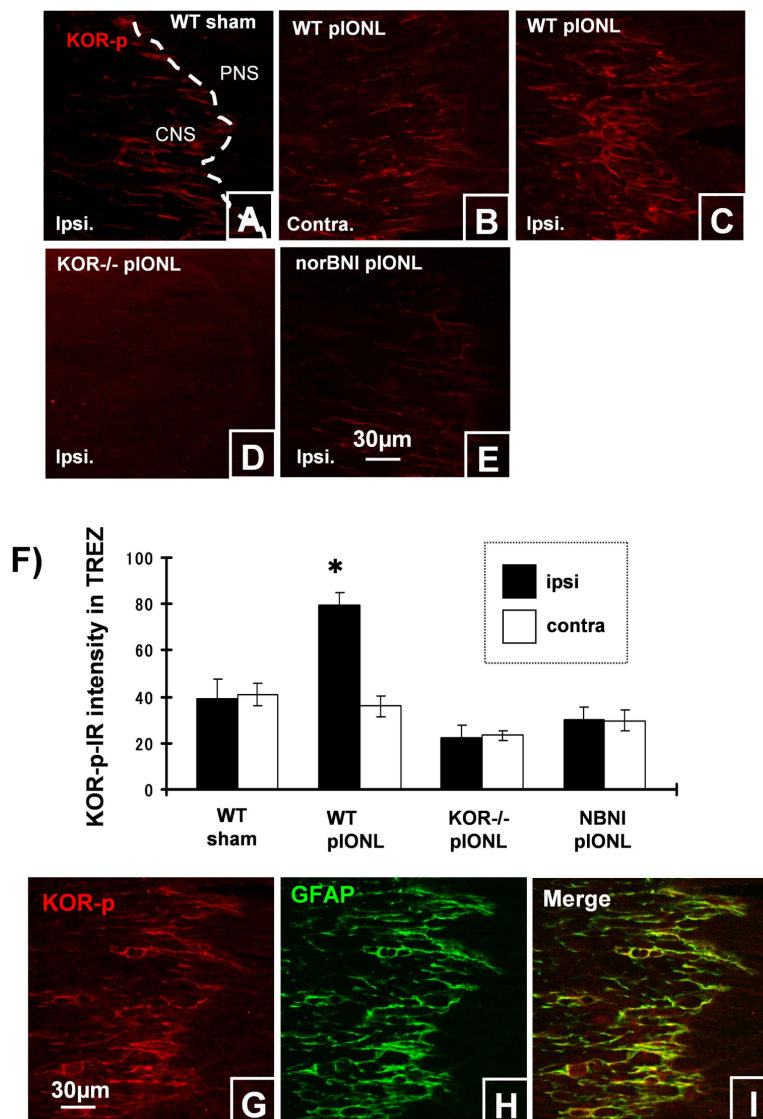 WT sham
KOR-p
PNS
CNS
Ipsi.
A
WT pIONL
Contra.
B
WT pIONL
Ipsi.
C
KOR-/- pIONL
Ipsi.
D
norBNI pIONL
30µm
Ipsi.
E
F)
KOR-p-IR intensity in TREZ
100
80
60
40
20
0
*
ipsi
contra
WT sham
WT pIONL
KOR-/- pIONL
NBNI pIONL
KOR-p
30µm
G
GFAP
H
Merge
I